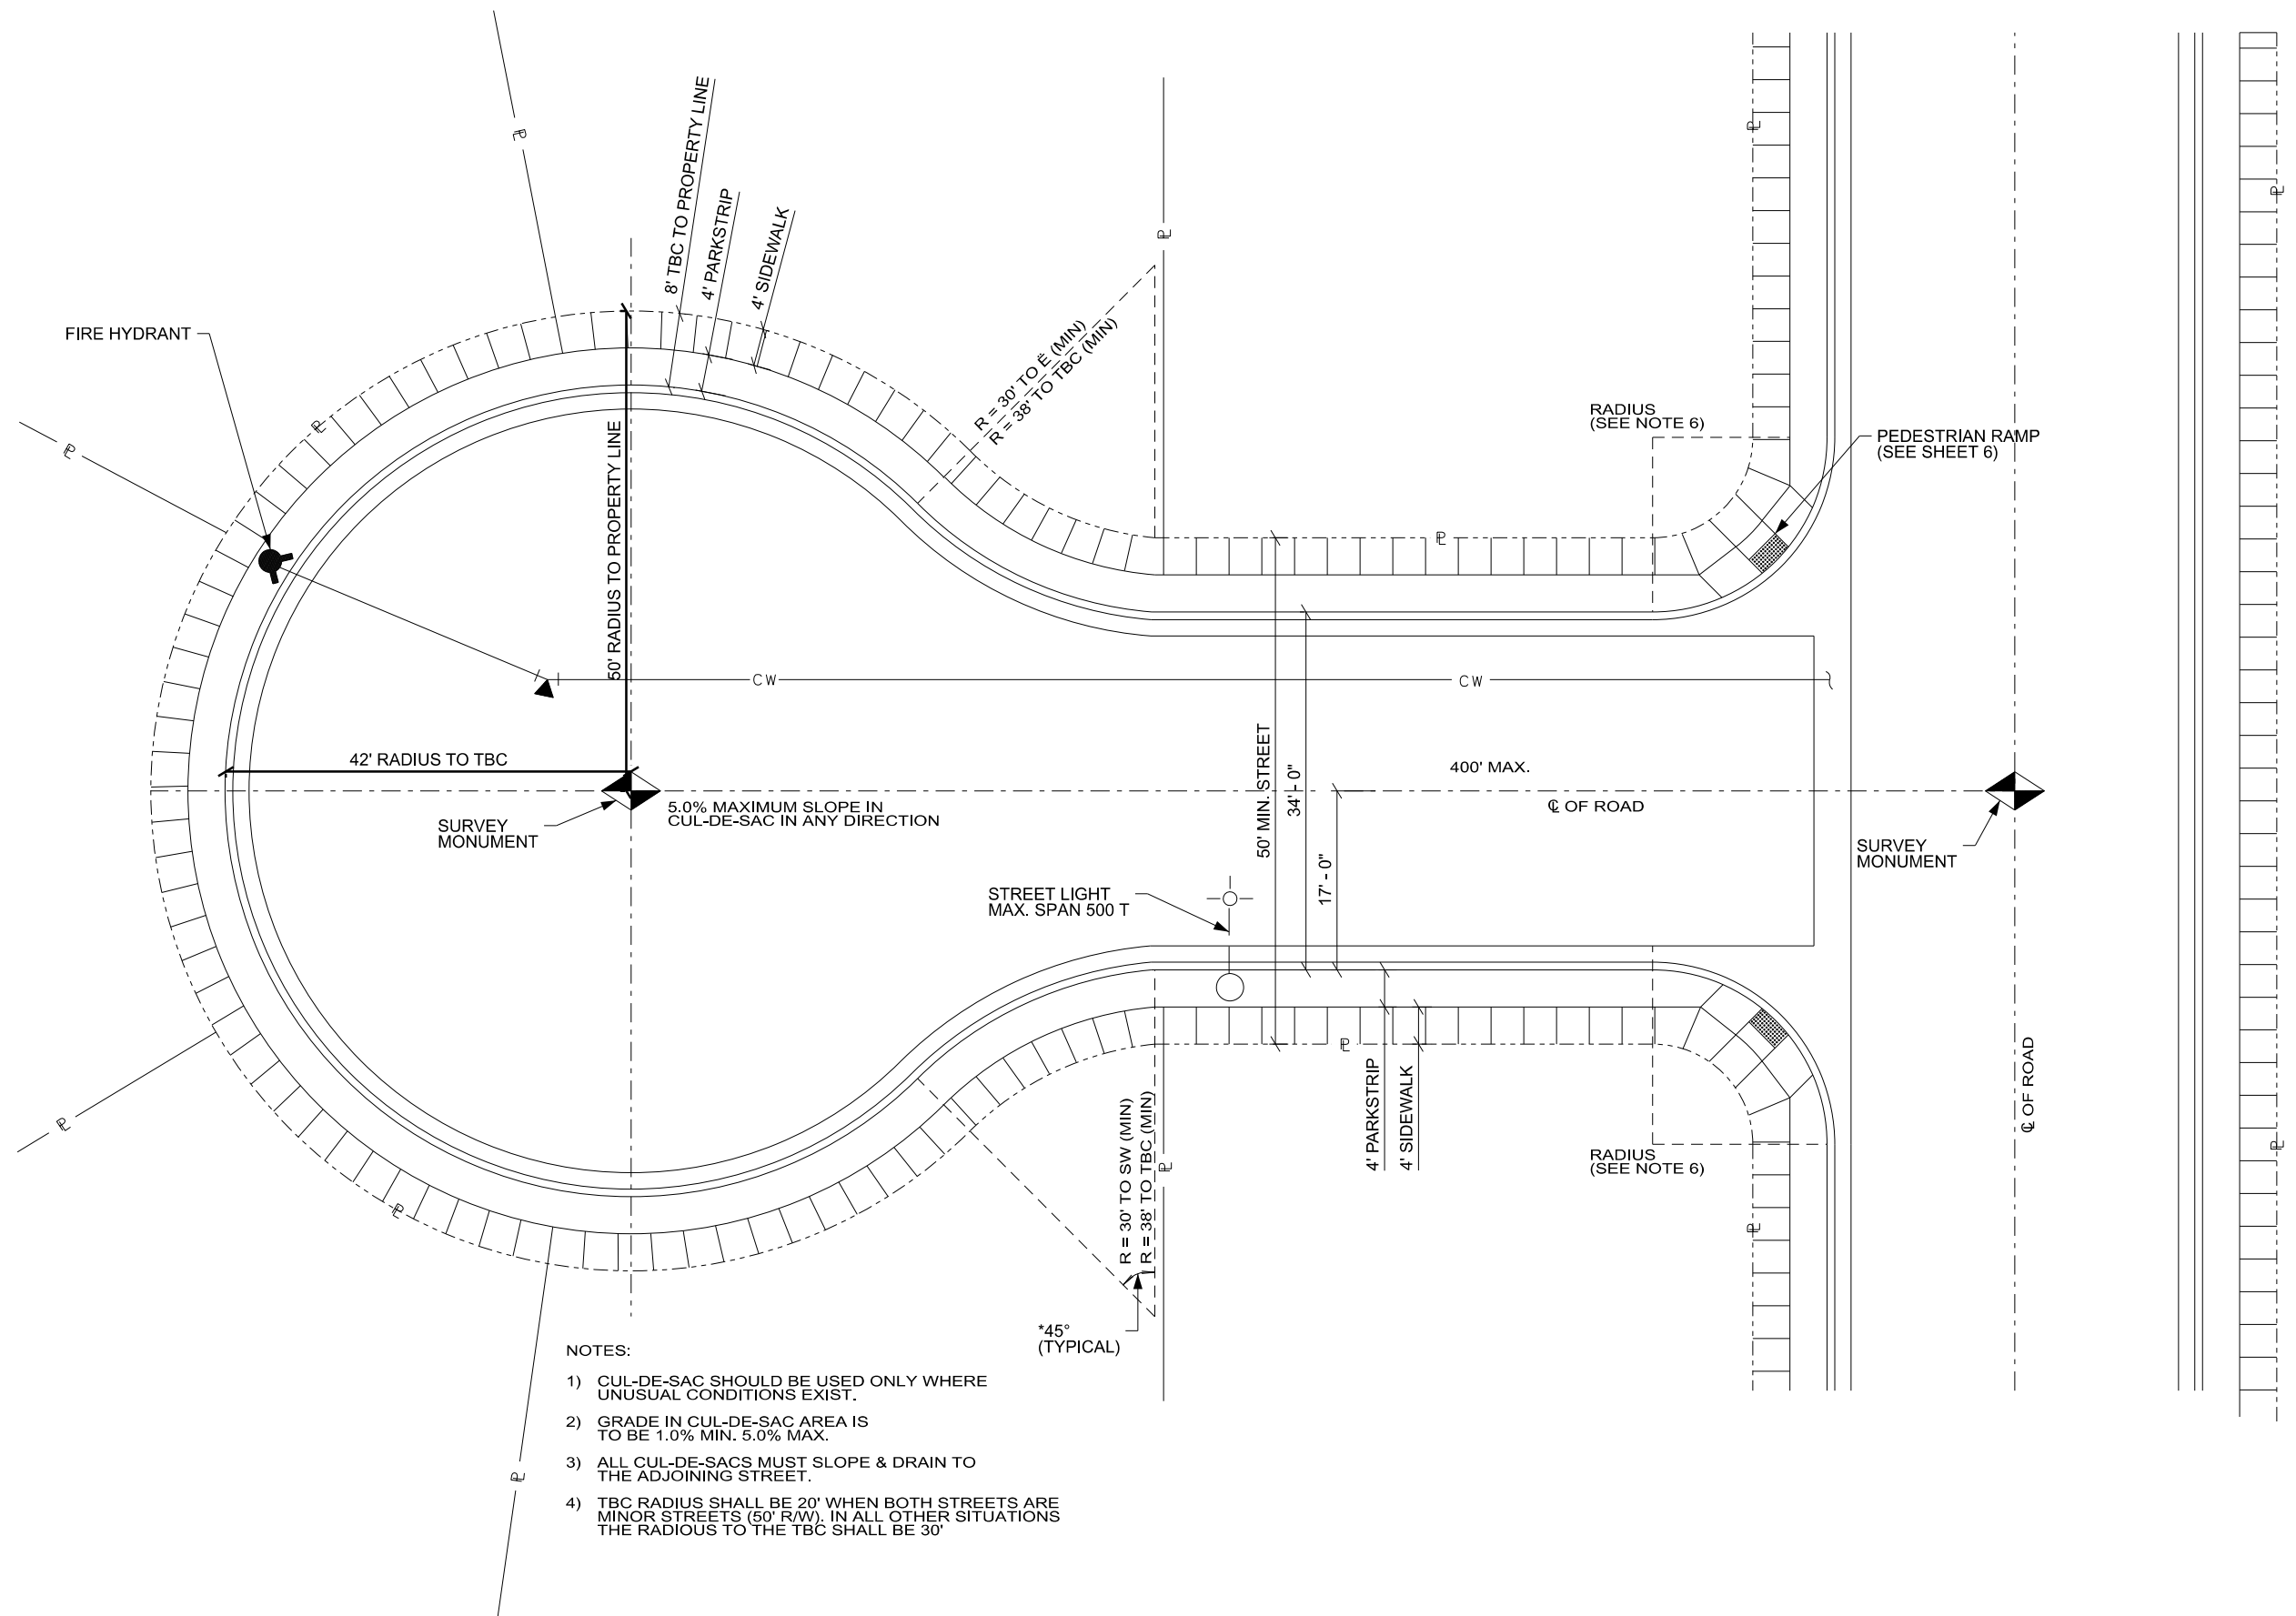 8' TBC TO PROPERTY LINE
4' PARKSTRIP
4' SIDEWALK
FIRE HYDRANT
R = 30' TO Ë (MIN)
R = 38' TO TBC (MIN)
50' RADIUS TO PROPERTY LINE
RADIUS
(SEE NOTE 6)
PEDESTRIAN RAMP
(SEE SHEET 6)
CW
CW
42' RADIUS TO TBC
5.0% MAXIMUM SLOPE IN
CUL-DE-SAC IN ANY DIRECTION
SURVEY
MONUMENT
50' MIN. STREET
34' - 0"
17' - 0"
400' MAX.
℄ OF ROAD
SURVEY
MONUMENT
STREET LIGHT
MAX. SPAN 500 T
4' PARKSTRIP
4' SIDEWALK
RADIUS
(SEE NOTE 6)
℄ OF ROAD
R = 30' TO SW (MIN)
R = 38' TO TBC (MIN)
*45°
(TYPICAL)
℄
℄
℄
℄
℄
℄
℄
℄
℄
℄
℄
℄
℄
℄
NOTES:
1) CUL-DE-SAC SHOULD BE USED ONLY WHERE
UNUSUAL CONDITIONS EXIST.
2) GRADE IN CUL-DE-SAC AREA IS
TO BE 1.0% MIN. 5.0% MAX.
3) ALL CUL-DE-SACS MUST SLOPE & DRAIN TO
THE ADJOINING STREET.
4) TBC RADIUS SHALL BE 20' WHEN BOTH STREETS ARE
MINOR STREETS (50' R/W). IN ALL OTHER SITUATIONS
THE RADIOUS TO THE TBC SHALL BE 30'